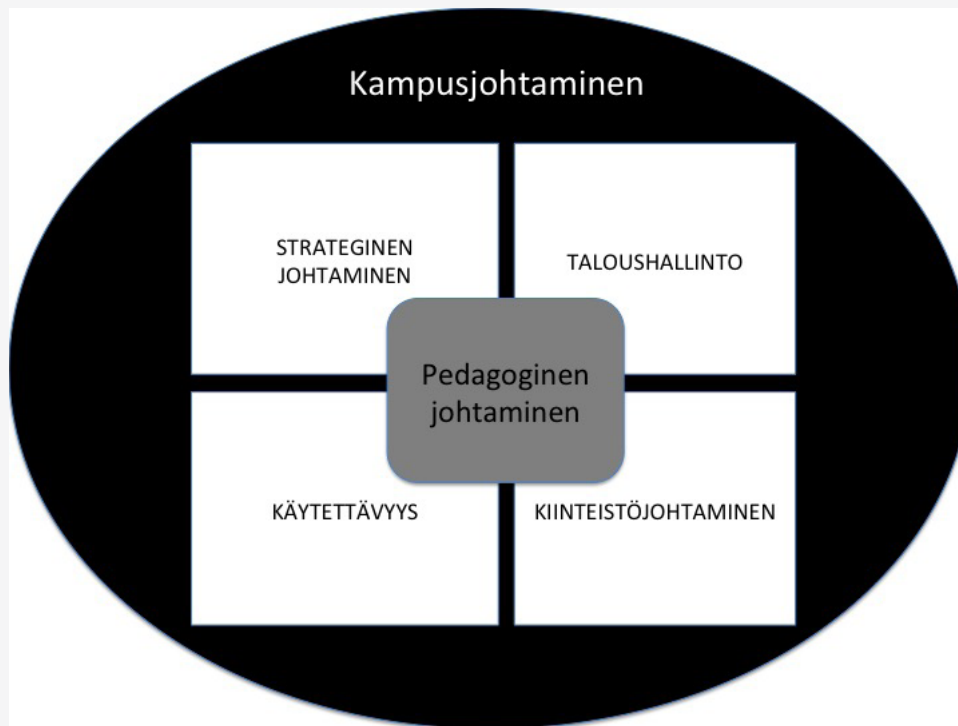 Kampusjohtaminen
STRATEGINEN
JOHTAMINEN
TALOUSHALLINTO
Pedagoginen
johtaminen
KÄYTETTÄVYYS
KIINTEISTÖJOHTAMINEN